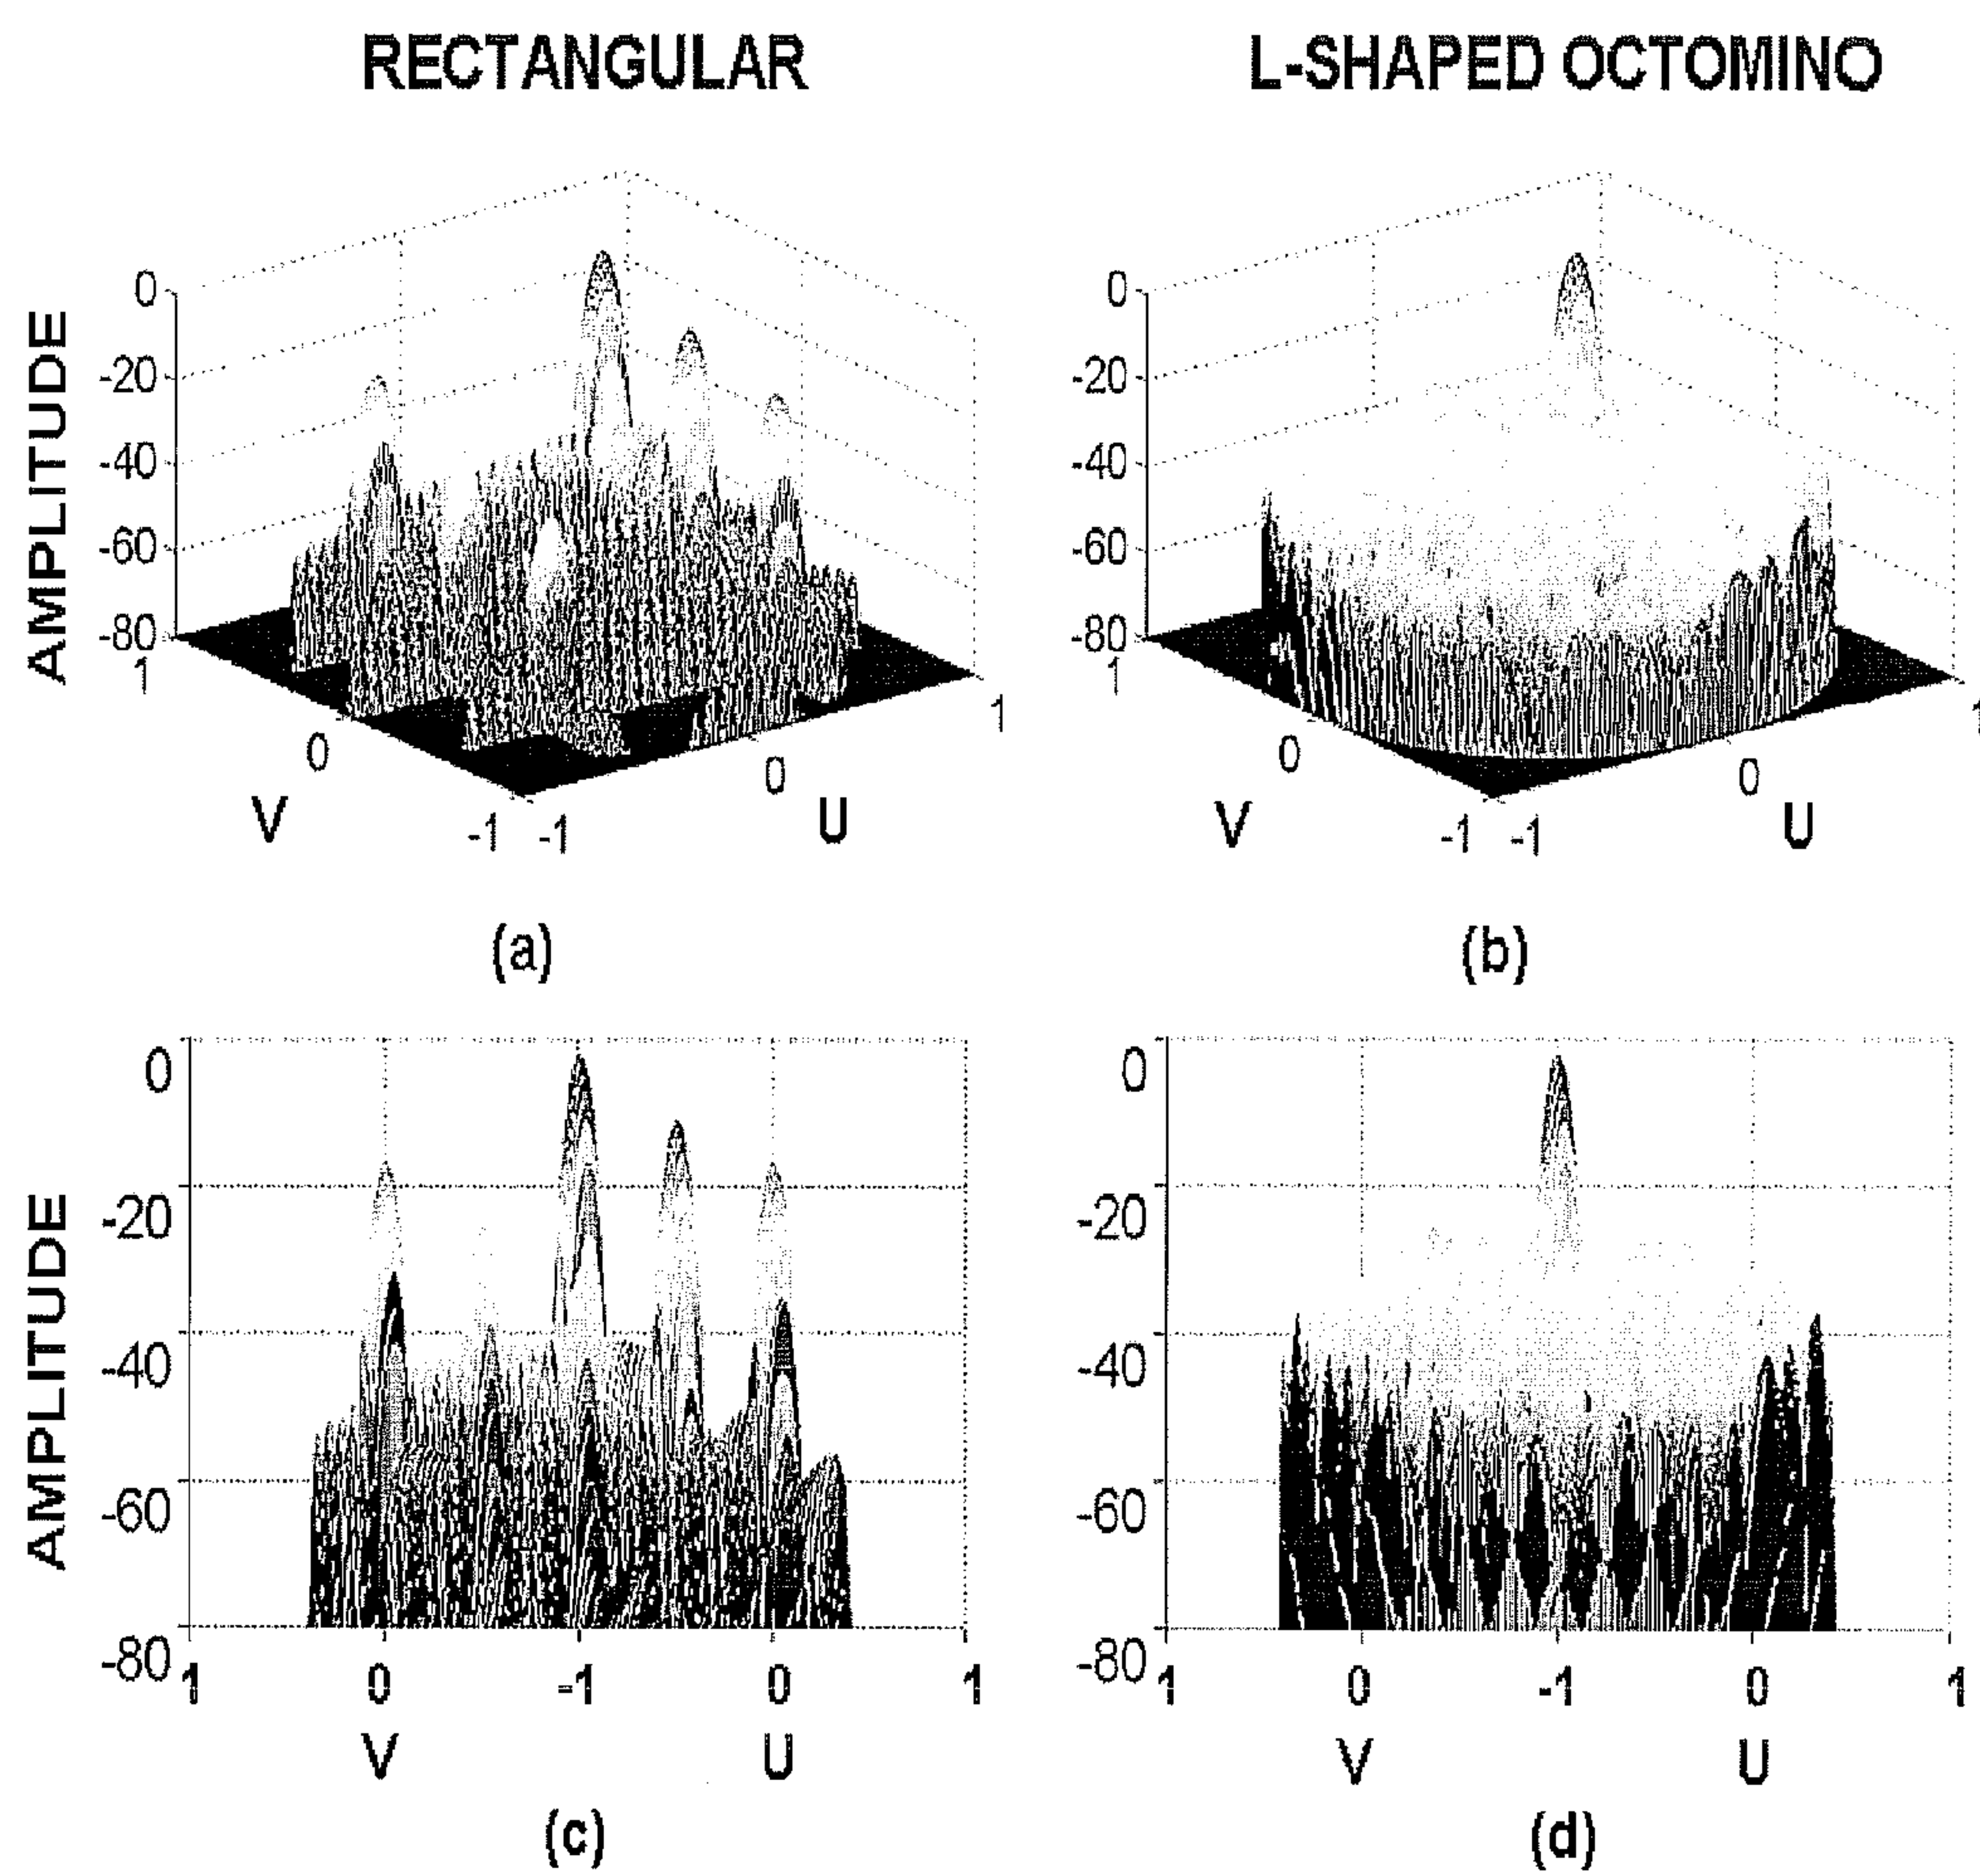 RECTANGULAR
L-SHAPED OCTOMINO
AMPLITUDE
0
-20
-40
-60
-80
1
0
-1
V
-1
0
1
U
(a)
0
-20
-40
-60
-80
1
0
-1
V
-1
0
1
U
(b)
AMPLITUDE
0
-20
-40
-60
-80
1 0 -1 0 1
V U
(c)
0
-20
-40
-60
-80
1 0 -1 0 1
V U
(d)